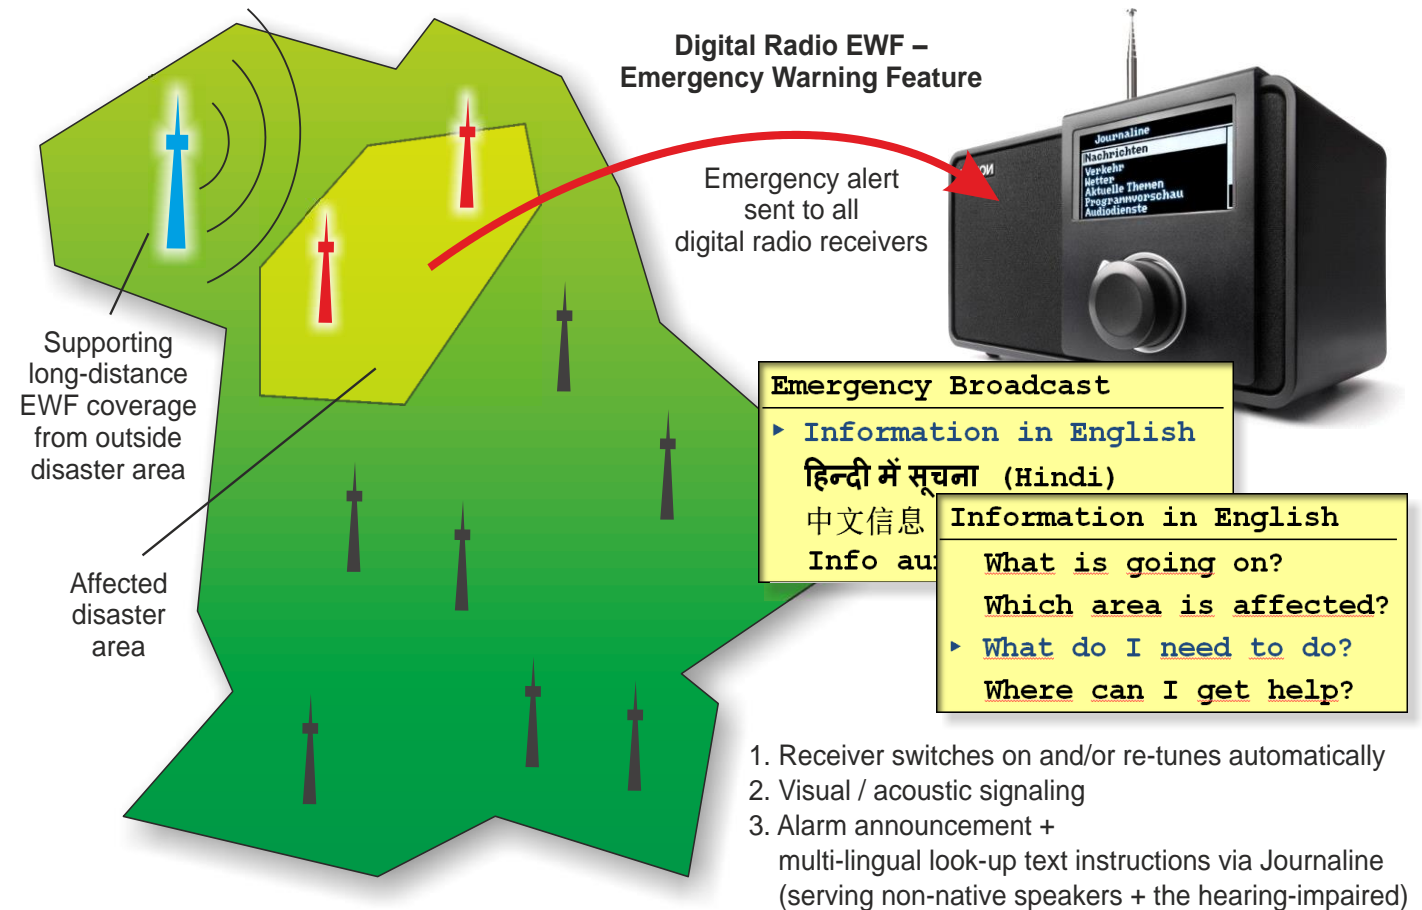 Digital Radio EWF –
Emergency Warning Feature
Emergency alert
sent to all
digital radio receivers
Journaline
Nachrichten
Verkehr
Wetter
Aktuelle Themen
Programmvorschau
Audiodienste
Supporting
long-distance
EWF coverage
from outside
disaster area
Affected
disaster
area
Emergency Broadcast
▸ Information in English
हिन्दी में सूचना (Hindi)
中文信息
Info
Information in English
What is going on?
Which area is affected?
▸ What do I need to do?
Where can I get help?
1. Receiver switches on and/or re-tunes automatically
2. Visual / acoustic signaling
3. Alarm announcement +
multi-lingual look-up text instructions via Journaline
(serving non-native speakers + the hearing-impaired)